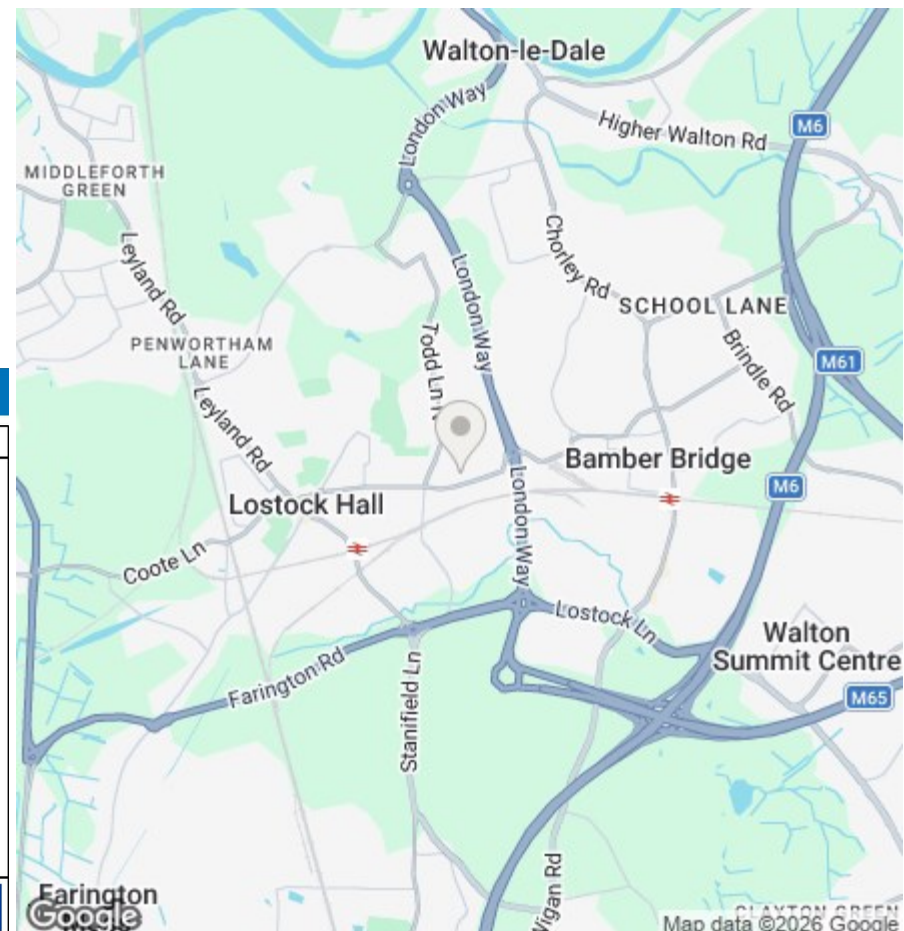 Walton-le-Dale
London Way
Higher Walton Rd
M6
MIDDLEFORTH
GREEN
Leyland Rd
London Way
Chorley Rd
SCHOOL LANE
PENWORTHAM
LANE
Todd Ln N
Brindle Rd
M61
Leyland Rd
Bamber Bridge
M6
Lostock Hall
London Way
Coote Ln
Lostock Ln
Walton
Summit Centre
Farington Rd
M65
Stanifield Ln
Wigan Rd
Farington
CLAYTON GREEN
Google
Map data ©2026 Google